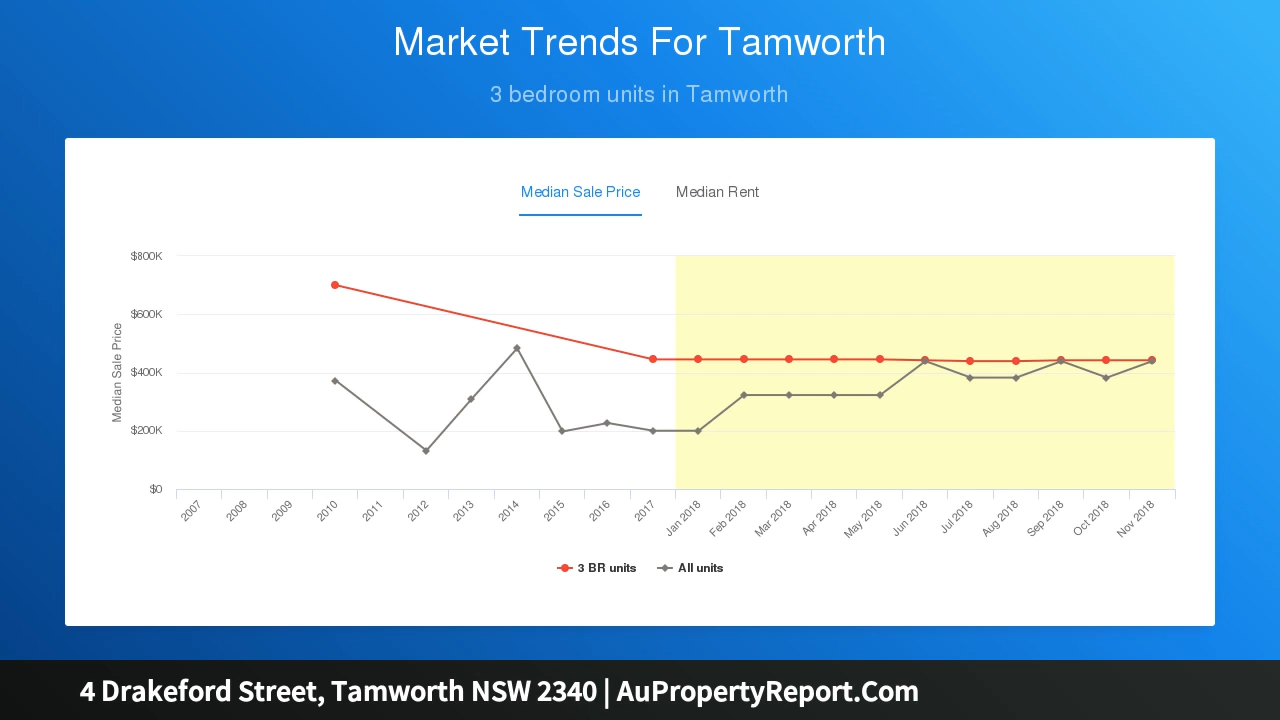 Market Trends For Tamworth
3 bedroom units in Tamworth
Median Sale Price
Median Rent
$800K
$600K
$400K
$200K
$0
Median Sale Price
2007
2008
2009
2010
2011
2012
2013
2014
2015
2016
2017
Jan 2018
Feb 2018
Mar 2018
Apr 2018
May 2018
Jun 2018
Jul 2018
Aug 2018
Sep 2018
Oct 2018
Nov 2018
3 BR units
All units
4 Drakeford Street, Tamworth NSW 2340 | AuPropertyReport.Com